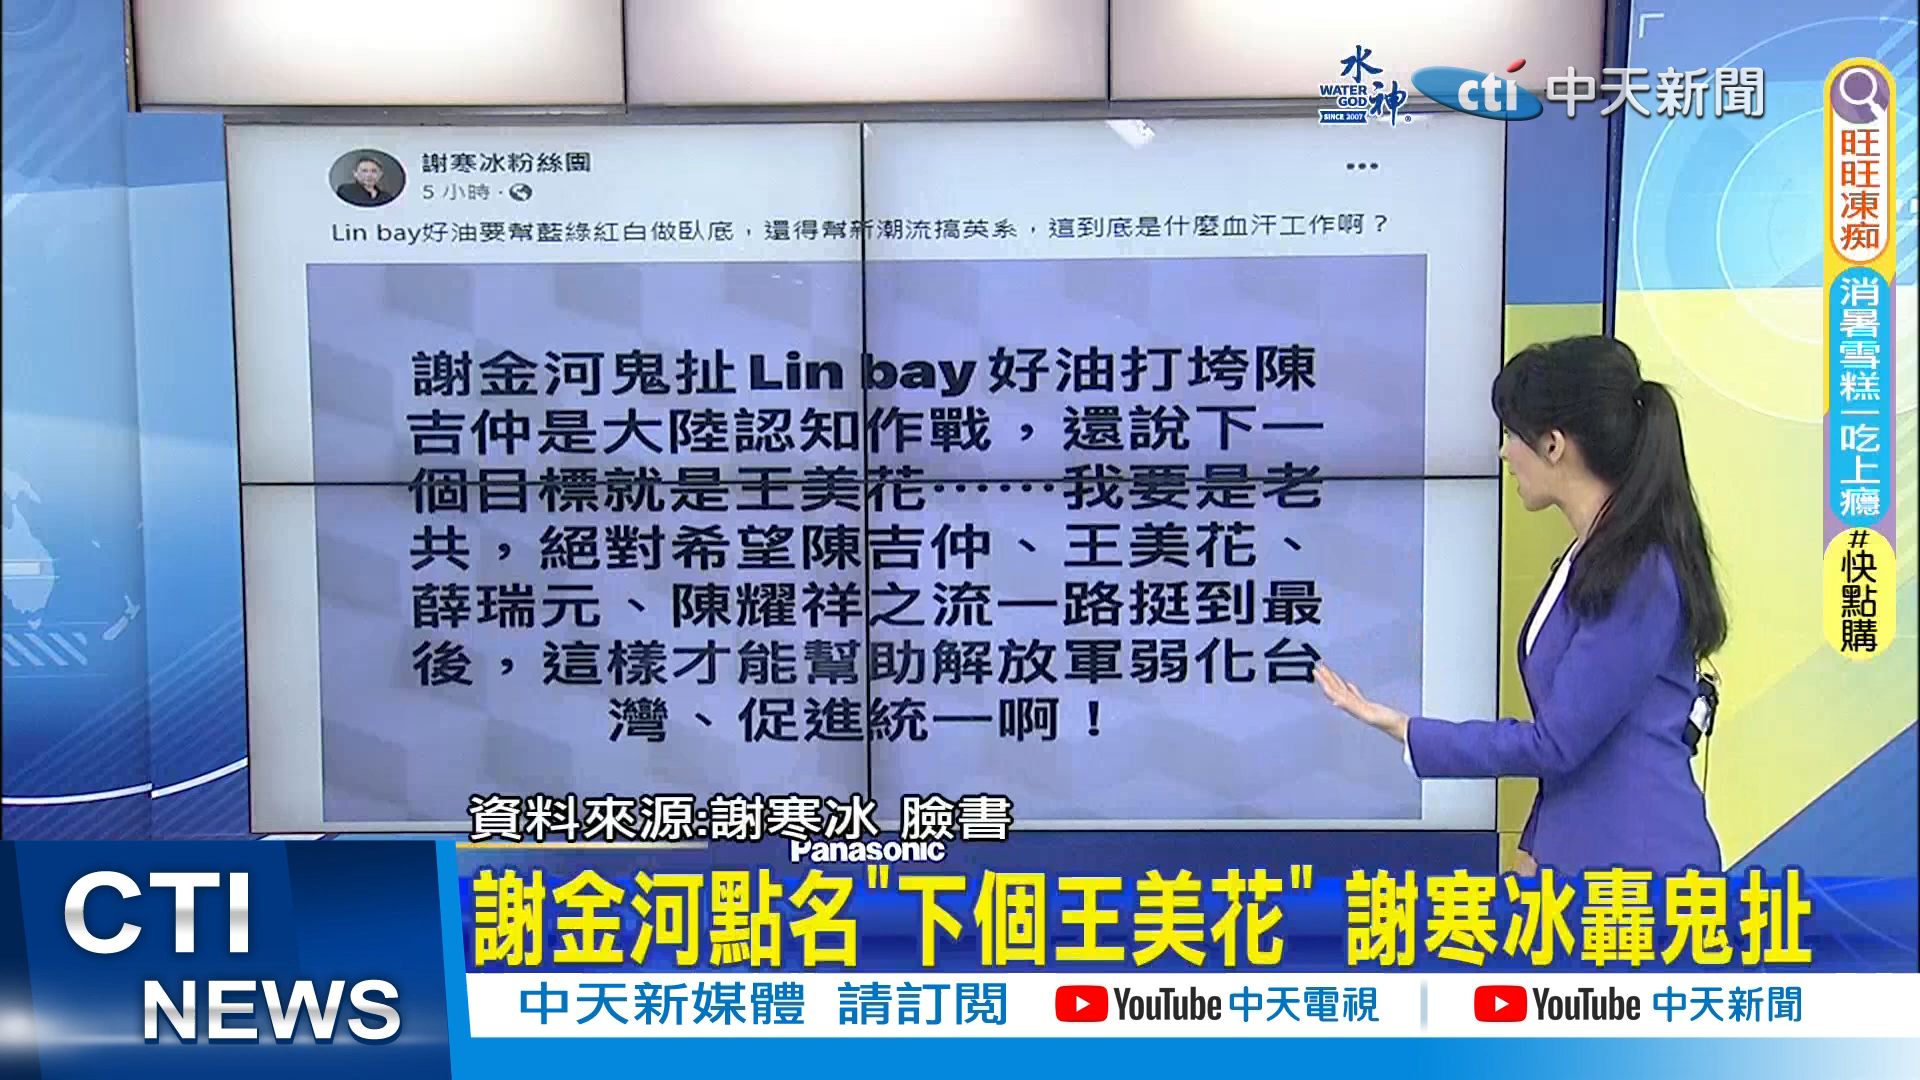 水神
WATER GOD
SINCE 2007
cti 中天新聞
旺旺凍痴
消暑雪糕一吃上癮
#快點購
謝寒冰粉絲團
5 小時
Lin bay好油要幫藍綠紅白做臥底，還得幫新潮流搞英系，這到底是什麼血汗工作啊？
謝金河鬼扯Lin bay好油打垮陳
吉仲是大陸認知作戰，還說下一
個目標就是王美花……我要是老
共，絕對希望陳吉仲、王美花、
薛瑞元、陳耀祥之流一路挺到最
後，這樣才能幫助解放軍弱化台
灣、促進統一啊！
資料來源:謝寒冰 臉書
Panasonic
謝金河點名"下個王美花" 謝寒冰轟鬼扯
CTI
NEWS
中天新媒體 請訂閱 YouTube 中天電視 YouTube 中天新聞